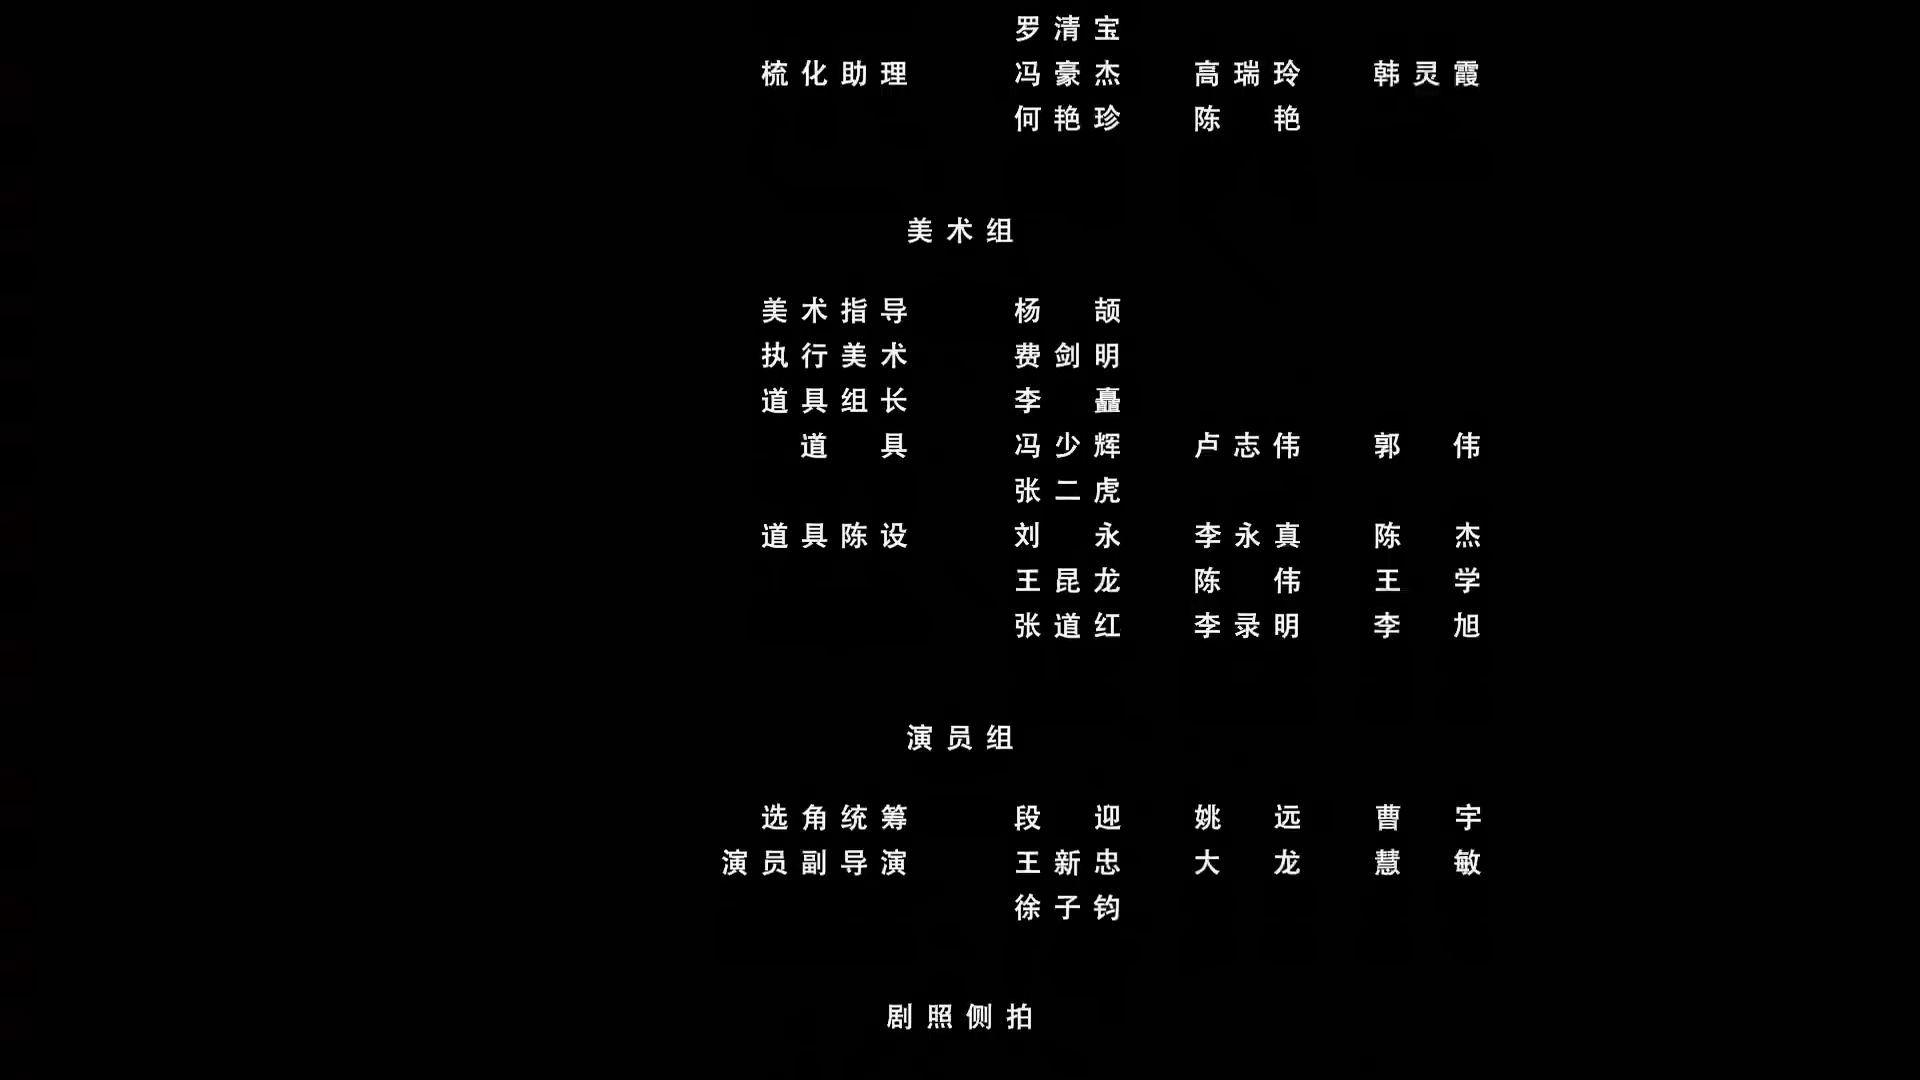 罗清宝
梳化助理 冯豪杰 高瑞玲 韩灵霞
何艳珍 陈艳
美术组
美术指导 杨颉
执行美术 费剑明
道具组长 李矗
道具 冯少辉 卢志伟 郭伟
张二虎
道具陈设 刘永 李永真 陈杰
王昆龙 陈伟 王学
张道红 李录明 李旭
演员组
选角统筹 段迎 姚远 曹宇
演员副导演 王新忠 大龙 慧敏
徐子钧
剧照侧拍